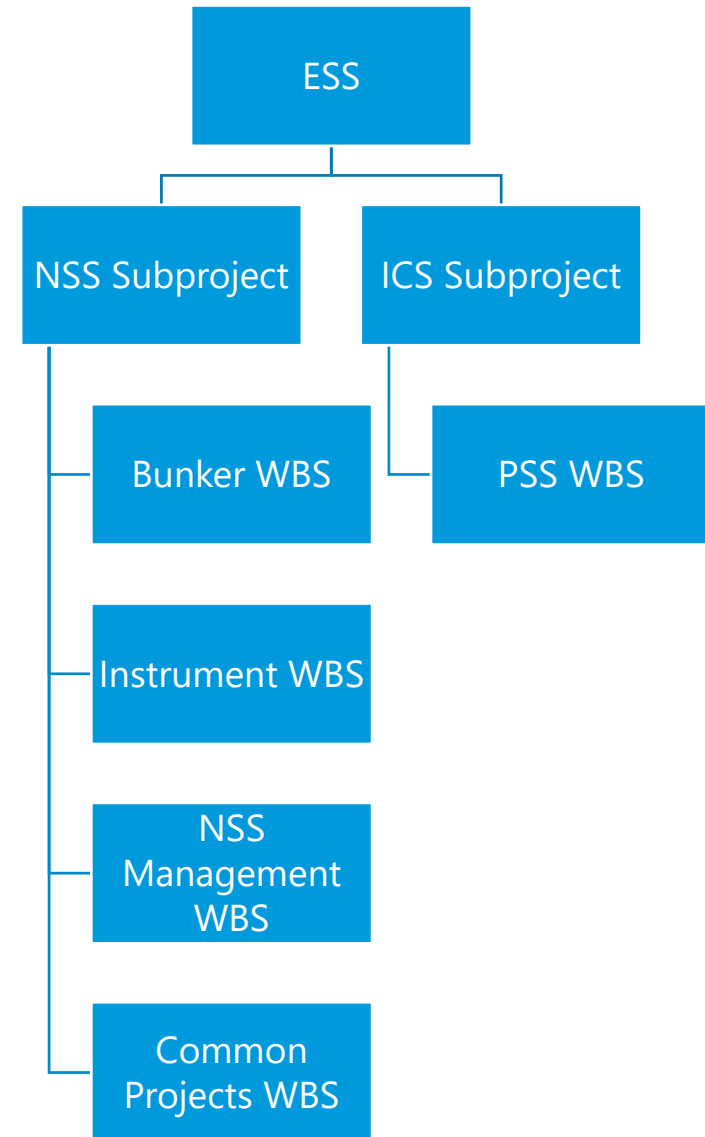 ESS
NSS Subproject
ICS Subproject
Bunker WBS
PSS WBS
Instrument WBS
NSS
Management
WBS
Common
Projects WBS